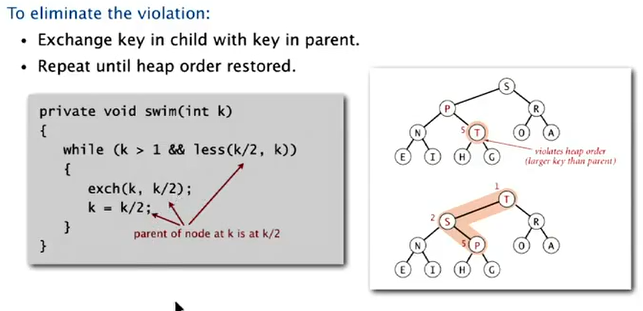 To eliminate the violation:
• Exchange key in child with key in parent.
• Repeat until heap order restored.
private void swim(int k)
{
while (k > 1 && less(k/2, k))
{
exch(k, k/2);
k = k/2;
}
}
parent of node at k is at k/2
S
P
R
N
5
T
O
A
E
I
H
G
violates heap order
(larger key than parent)
1
T
2
S
R
N
5
P
O
A
E
I
H
G